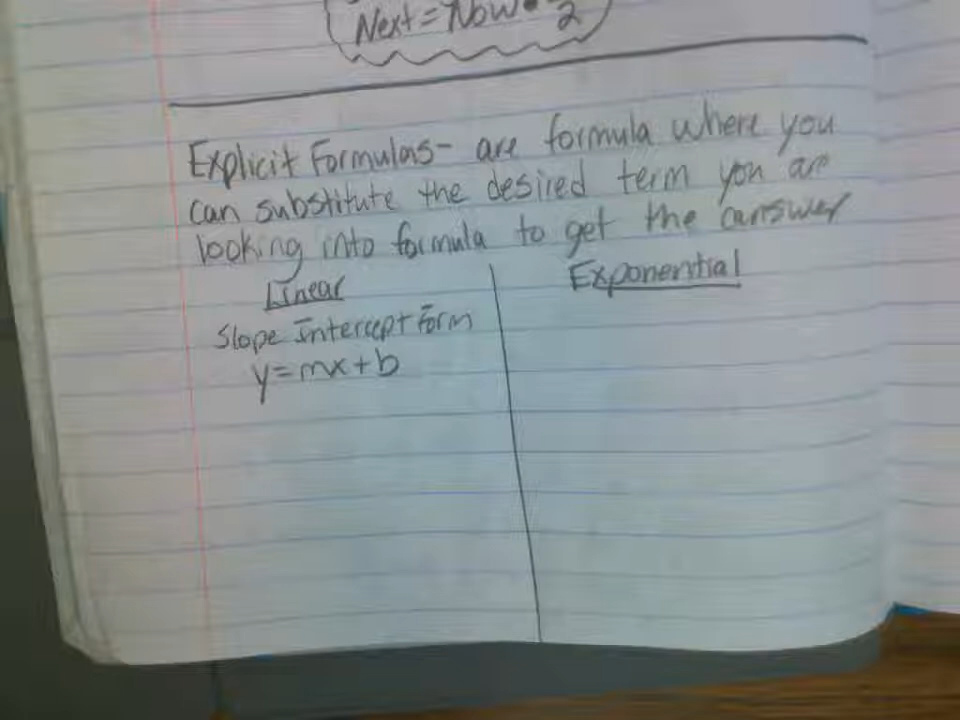 Next = Now • 2
Explicit Formulas- are formula where you
can substitute the desired term you are
looking into formula to get the answer
Linear
Exponential
Slope Intercept Form
y=mx+b